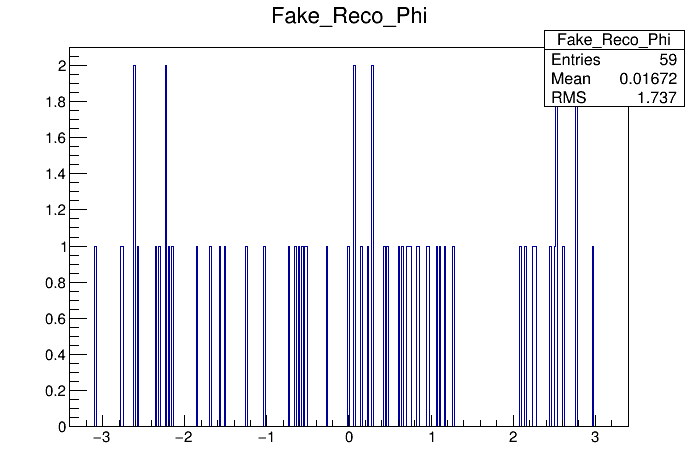 Fake_Reco_Phi
Fake_Reco_Phi
Entries 59
Mean 0.01672
RMS 1.737
2
1.8
1.6
1.4
1.2
1
0.8
0.6
0.4
0.2
0
−3 −2 −1 0 1 2 3